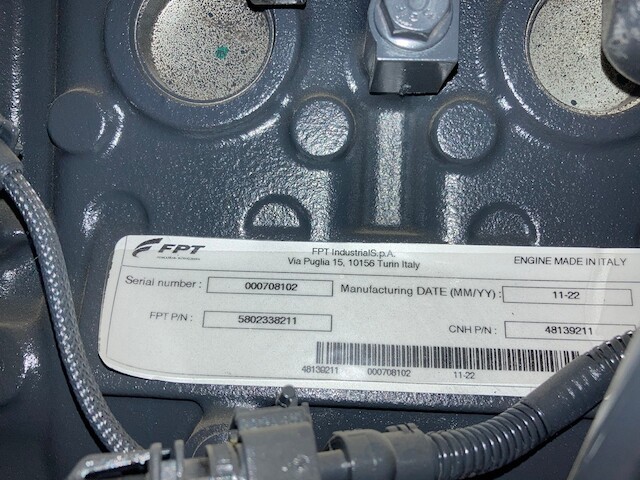 FPT
FPT IndustrialS.p.A.
Via Puglia 15, 10156 Turin Italy
ENGINE MADE IN ITALY
Serial number : 000708102 Manufacturing DATE (MM/YY) : 11-22
FPT P/N : 5802338211 CNH P/N : 48139211
48139211 000708102 11-22